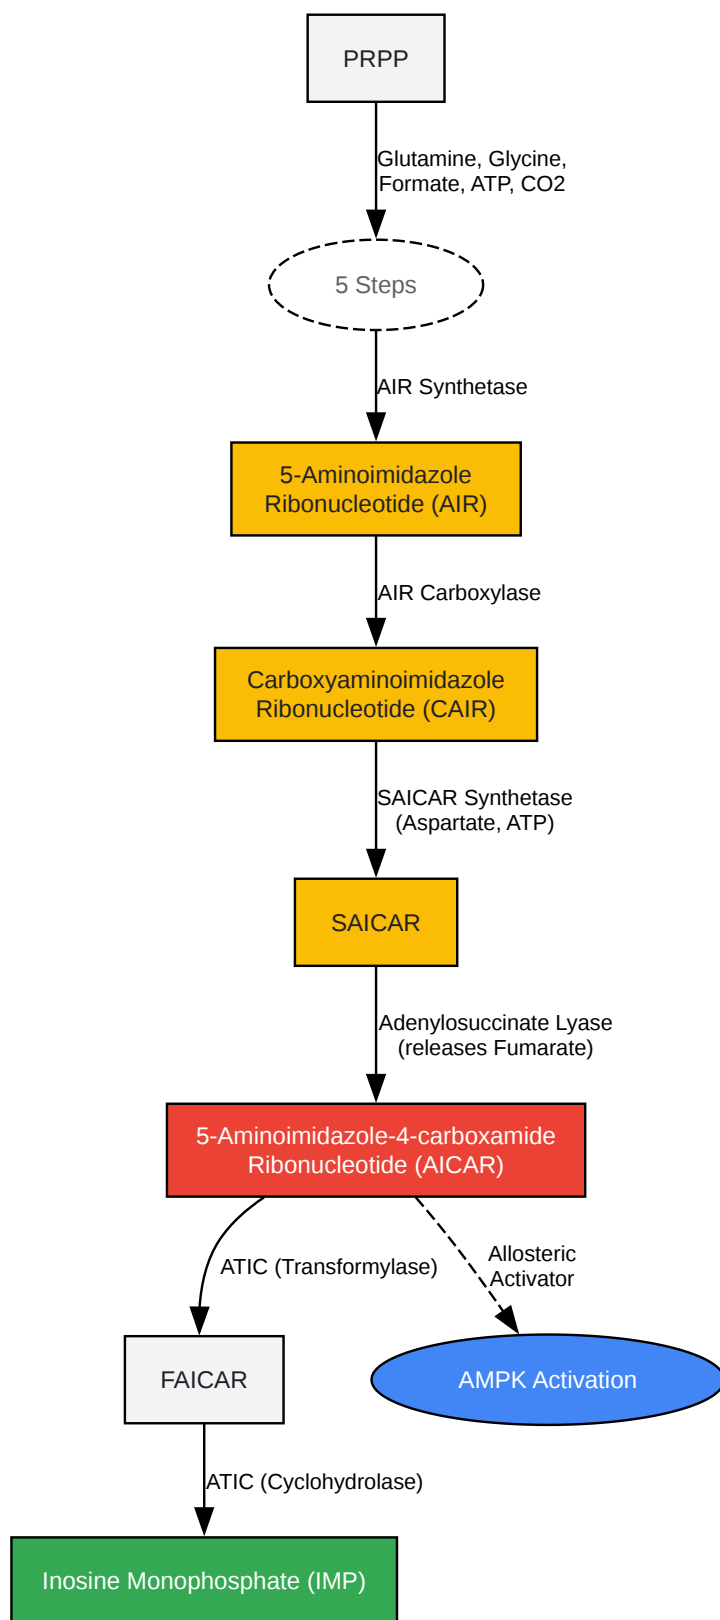 PRPP
Glutamine, Glycine,
Formate, ATP, CO2
5 Steps
AIR Synthetase
5-Aminoimidazole
Ribonucleotide (AIR)
AIR Carboxylase
Carboxyaminoimidazole
Ribonucleotide (CAIR)
SAICAR Synthetase
(Aspartate, ATP)
SAICAR
Adenylosuccinate Lyase
(releases Fumarate)
5-Aminoimidazole-4-carboxamide
Ribonucleotide (AICAR)
ATIC (Transformylase)
Allosteric
Activator
FAICAR
AMPK Activation
ATIC (Cyclohydrolase)
Inosine Monophosphate (IMP)